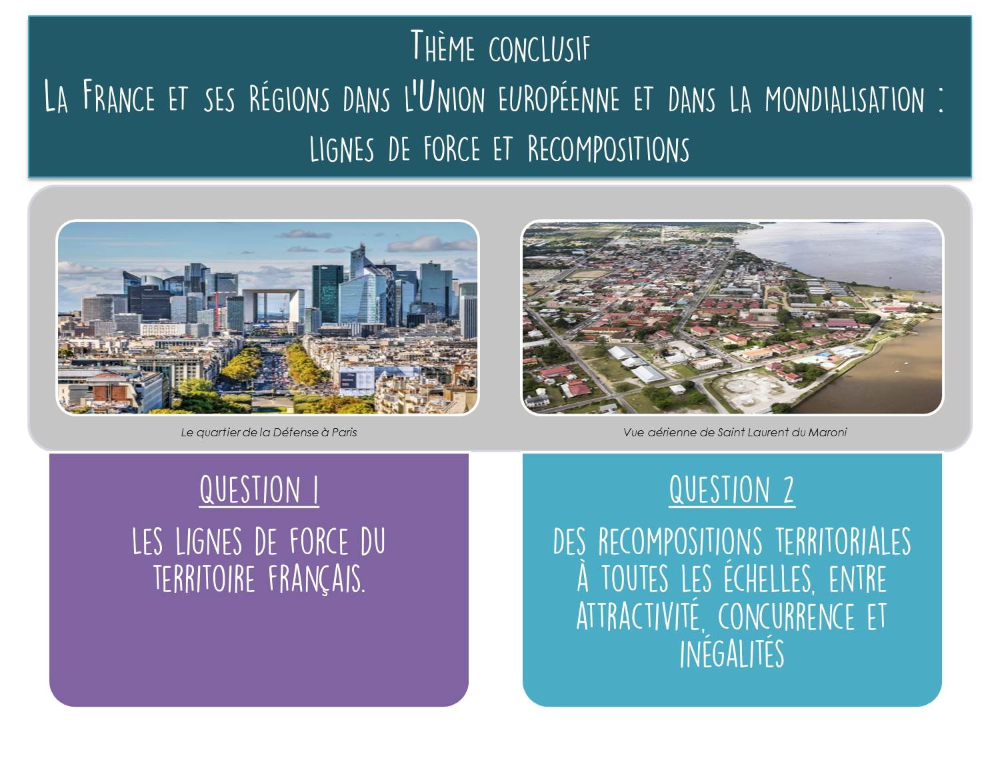 Thème conclusif
La France et ses régions dans l'Union européenne et dans la mondialisation :
lignes de force et recompositions
Le quartier de la Défense à Paris
Vue aérienne de Saint Laurent du Maroni
QUESTION 1
LES LIGNES DE FORCE DU
TERRITOIRE FRANÇAIS.
QUESTION 2
DES RECOMPOSITIONS TERRITORIALES
À TOUTES LES ÉCHELLES, ENTRE
ATTRACTIVITÉ, CONCURRENCE ET
INÉGALITÉS